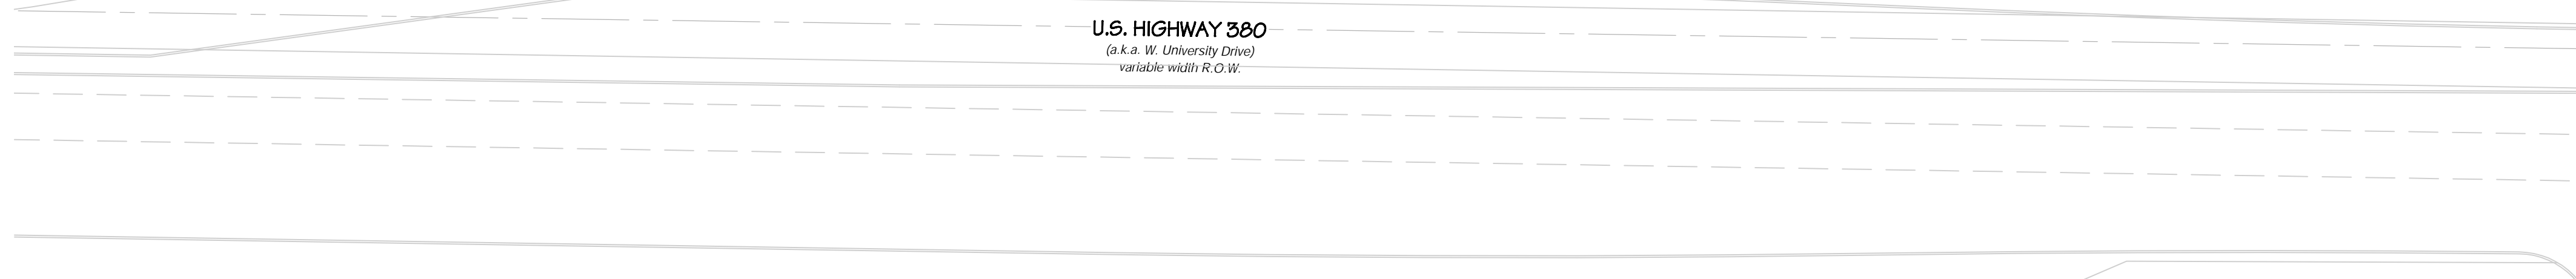 U.S. HIGHWAY 380
(a.k.a. W. University Drive)
variable width R.O.W.